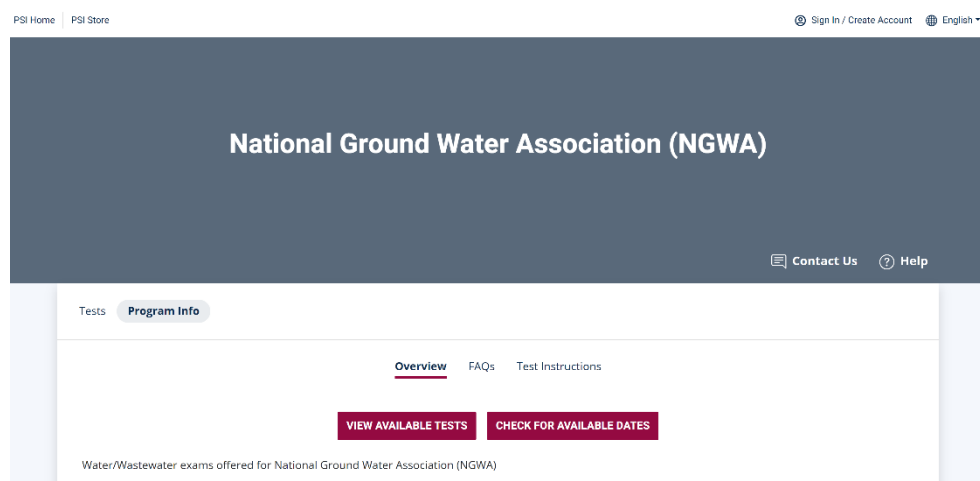 PSI Home PSI Store Sign In / Create Account English
National Ground Water Association (NGWA)
Contact Us Help
Tests Program Info
Overview FAQs Test Instructions
VIEW AVAILABLE TESTS CHECK FOR AVAILABLE DATES
Water/Wastewater exams offered for National Ground Water Association (NGWA)